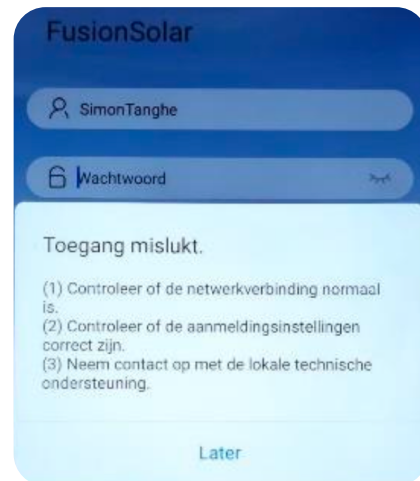 FusionSolar
SimonTanghe
Wachtwoord
Toegang mislukt.
(1) Controleer of de netwerkverbinding normaal
is.
(2) Controleer of de aanmeldingsinstellingen
correct zijn.
(3) Neem contact op met de lokale technische
ondersteuning.
Later